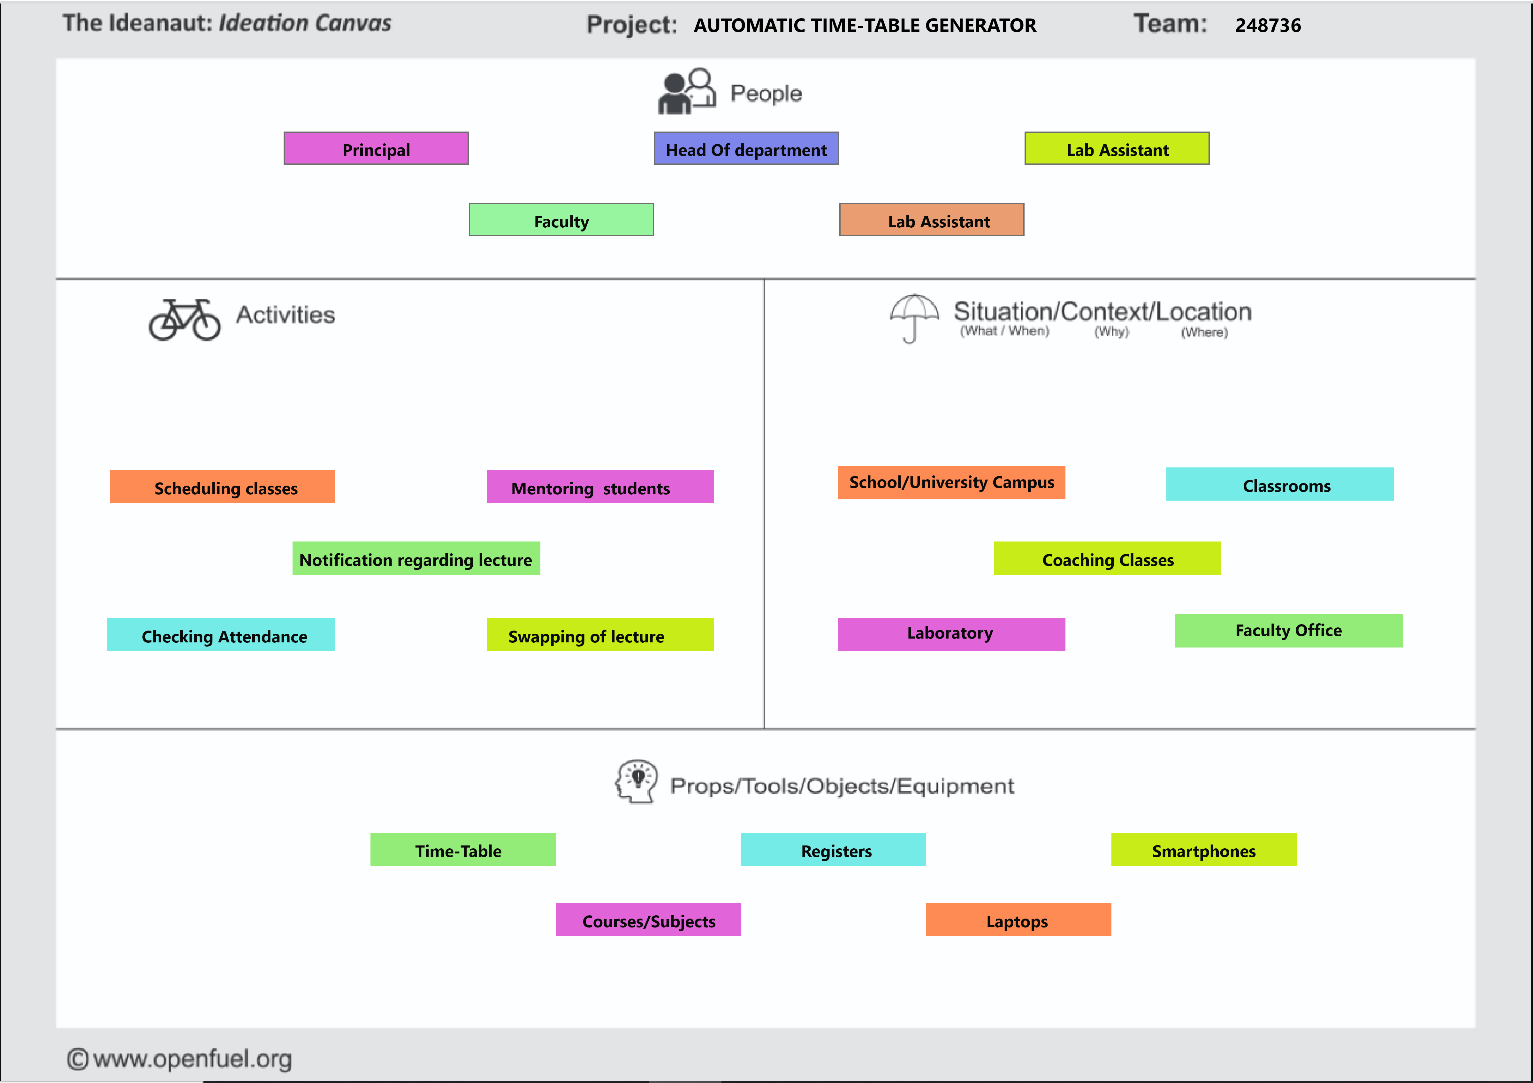 The Ideanaut: Ideation Canvas Project: AUTOMATIC TIME-TABLE GENERATOR Team: 248736
People
Principal Head Of department Lab Assistant
Faculty Lab Assistant
Activities
Scheduling classes Mentoring students
Notification regarding lecture
Checking Attendance Swapping of lecture
Situation/Context/Location
(What / When) (Why) (Where)
School/University Campus Classrooms
Coaching Classes
Laboratory Faculty Office
Props/Tools/Objects/Equipment
Time-Table Registers Smartphones
Courses/Subjects Laptops
©www.openfuel.org